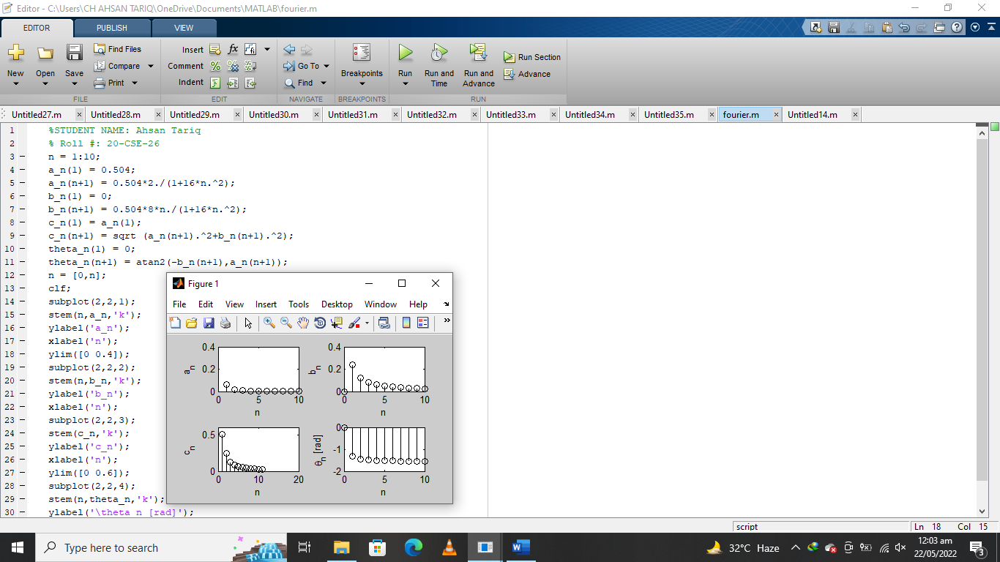 Editor - C:\Users\CH AHSAN TARIQ\OneDrive\Documents\MATLAB\fourier.m
EDITOR PUBLISH VIEW
New Open Save Find Files Compare Print
Insert Comment Indent
Go To Find
Breakpoints
Run Run and Time Run and Advance Run Section Advance
FILE EDIT NAVIGATE BREAKPOINTS RUN
Untitled27.m Untitled28.m Untitled29.m Untitled30.m Untitled31.m Untitled32.m Untitled33.m Untitled34.m Untitled35.m fourier.m Untitled14.m
1 %STUDENT NAME: Ahsan Tariq
2 % Roll #: 20-CSE-26
3 n = 1:10;
4 a_n(1) = 0.504;
5 a_n(n+1) = 0.504*2./(1+16*n.^2);
6 b_n(1) = 0;
7 b_n(n+1) = 0.504*8*n./(1+16*n.^2);
8 c_n(1) = a_n(1);
9 c_n(n+1) = sqrt (a_n(n+1).^2+b_n(n+1).^2);
10 theta_n(1) = 0;
11 theta_n(n+1) = atan2(-b_n(n+1),a_n(n+1));
12 n = [0,n];
13 clf;
14 subplot(2,2,1);
15 stem(n,a_n,'k');
16 ylabel('a_n');
17 xlabel('n');
18 ylim([0 0.4]);
19 subplot(2,2,2);
20 stem(n,b_n,'k');
21 ylabel('b_n');
22 xlabel('n');
23 subplot(2,2,3);
24 stem(c_n,'k');
25 ylabel('c_n');
26 xlabel('n');
27 ylim([0 0.6]);
28 subplot(2,2,4);
29 stem(n,theta_n,'k');
30 ylabel('\theta n [rad]');
Figure 1
File Edit View Insert Tools Desktop Window Help
a_n 0.4 0.2 0
0 5 10
n
b_n 0.4 0.2 0
0 5 10
n
c_n 0.5 0
0 10 20
n
θ_n [rad] 0 -1 -2
0 5 10
n
script Ln 18 Col 15
Type here to search
32°C Haze
12:03 am
22/05/2022
3